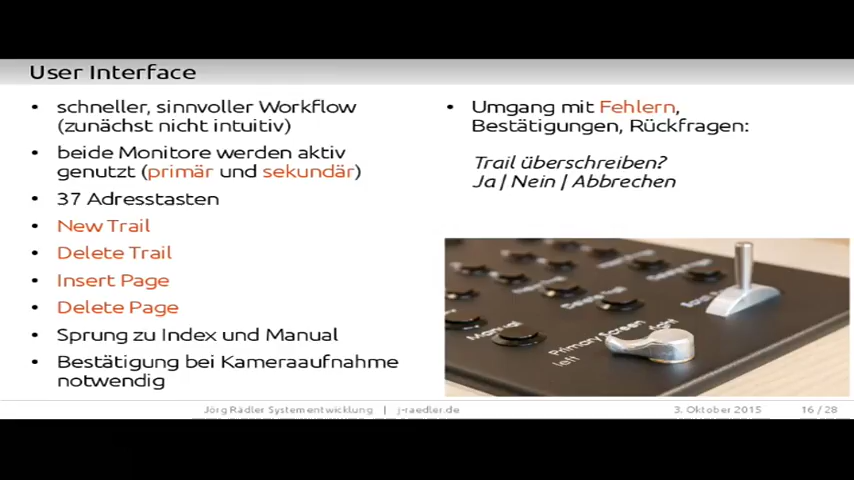 User Interface
schneller, sinnvoller Workflow
(zunächst nicht intuitiv)
beide Monitore werden aktiv
genutzt (primär und sekundär)
37 Adresstasten
New Trail
Delete Trail
Insert Page
Delete Page
Sprung zu Index und Manual
Bestätigung bei Kameraaufnahme
notwendig
Umgang mit Fehlern,
Bestätigungen, Rückfragen:
Trail überschreiben?
Ja | Nein | Abbrechen
Manual
Primary Screen
left
right
Jörg Rädler Systementwicklung | j-raedler.de
3. Oktober 2015
16 / 28